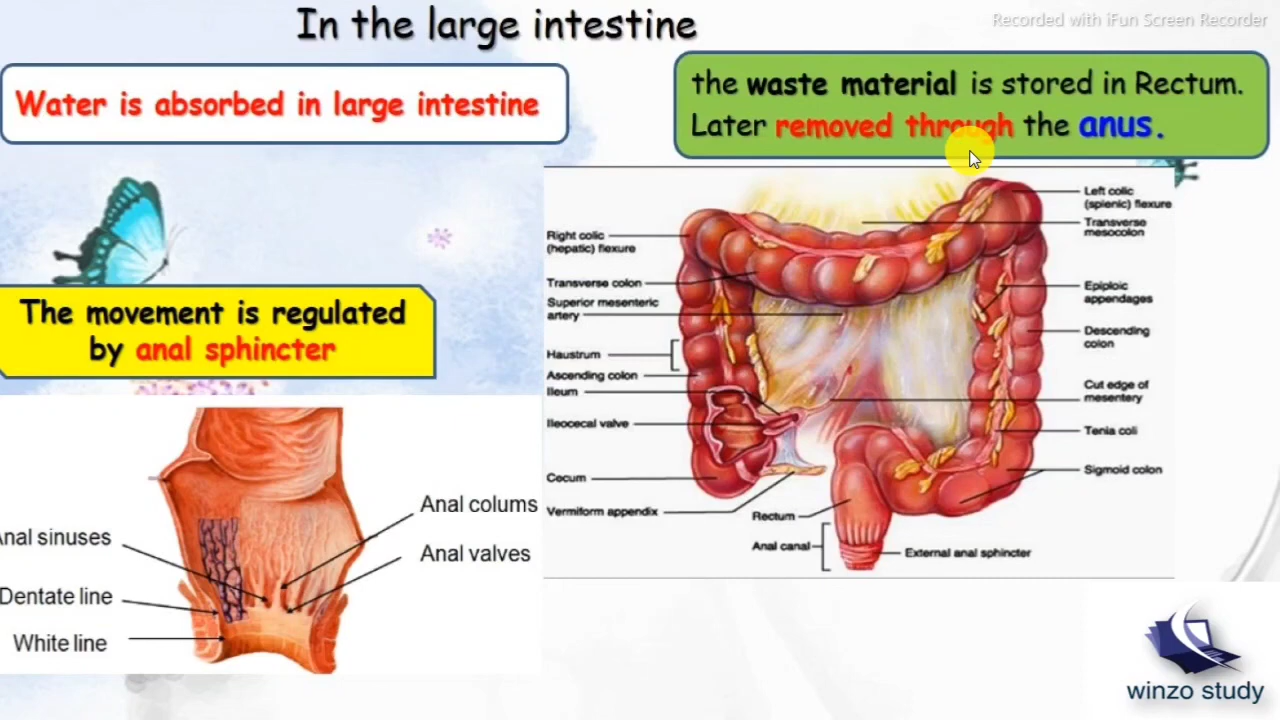 In the large intestine
Recorded with iFun Screen Recorder
Water is absorbed in large intestine
the waste material is stored in Rectum.
Later removed through the anus.
The movement is regulated
by anal sphincter
Right colic
(hepatic) flexure
Transverse colon
Superior mesenteric
artery
Haustrum
Ascending colon
Ileum
Ileocecal valve
Cecum
Vermiform appendix
Rectum
Anal canal
Left colic
(splenic) flexure
Transverse
mesocolon
Epiploic
appendages
Descending
colon
Cut edge of
mesentery
Tenia coli
Sigmoid colon
External anal sphincter
nal sinuses
Dentate line
White line
Anal colums
Anal valves
winzo study